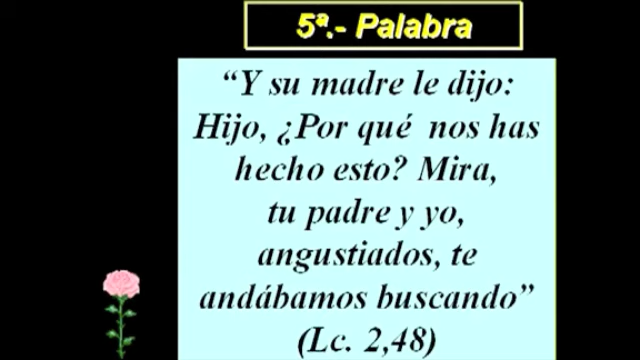 5ª.- Palabra
“Y su madre le dijo:
Hijo, ¿Por qué nos has
hecho esto? Mira,
tu padre y yo,
angustiados, te
andábamos buscando”
(Lc. 2,48)